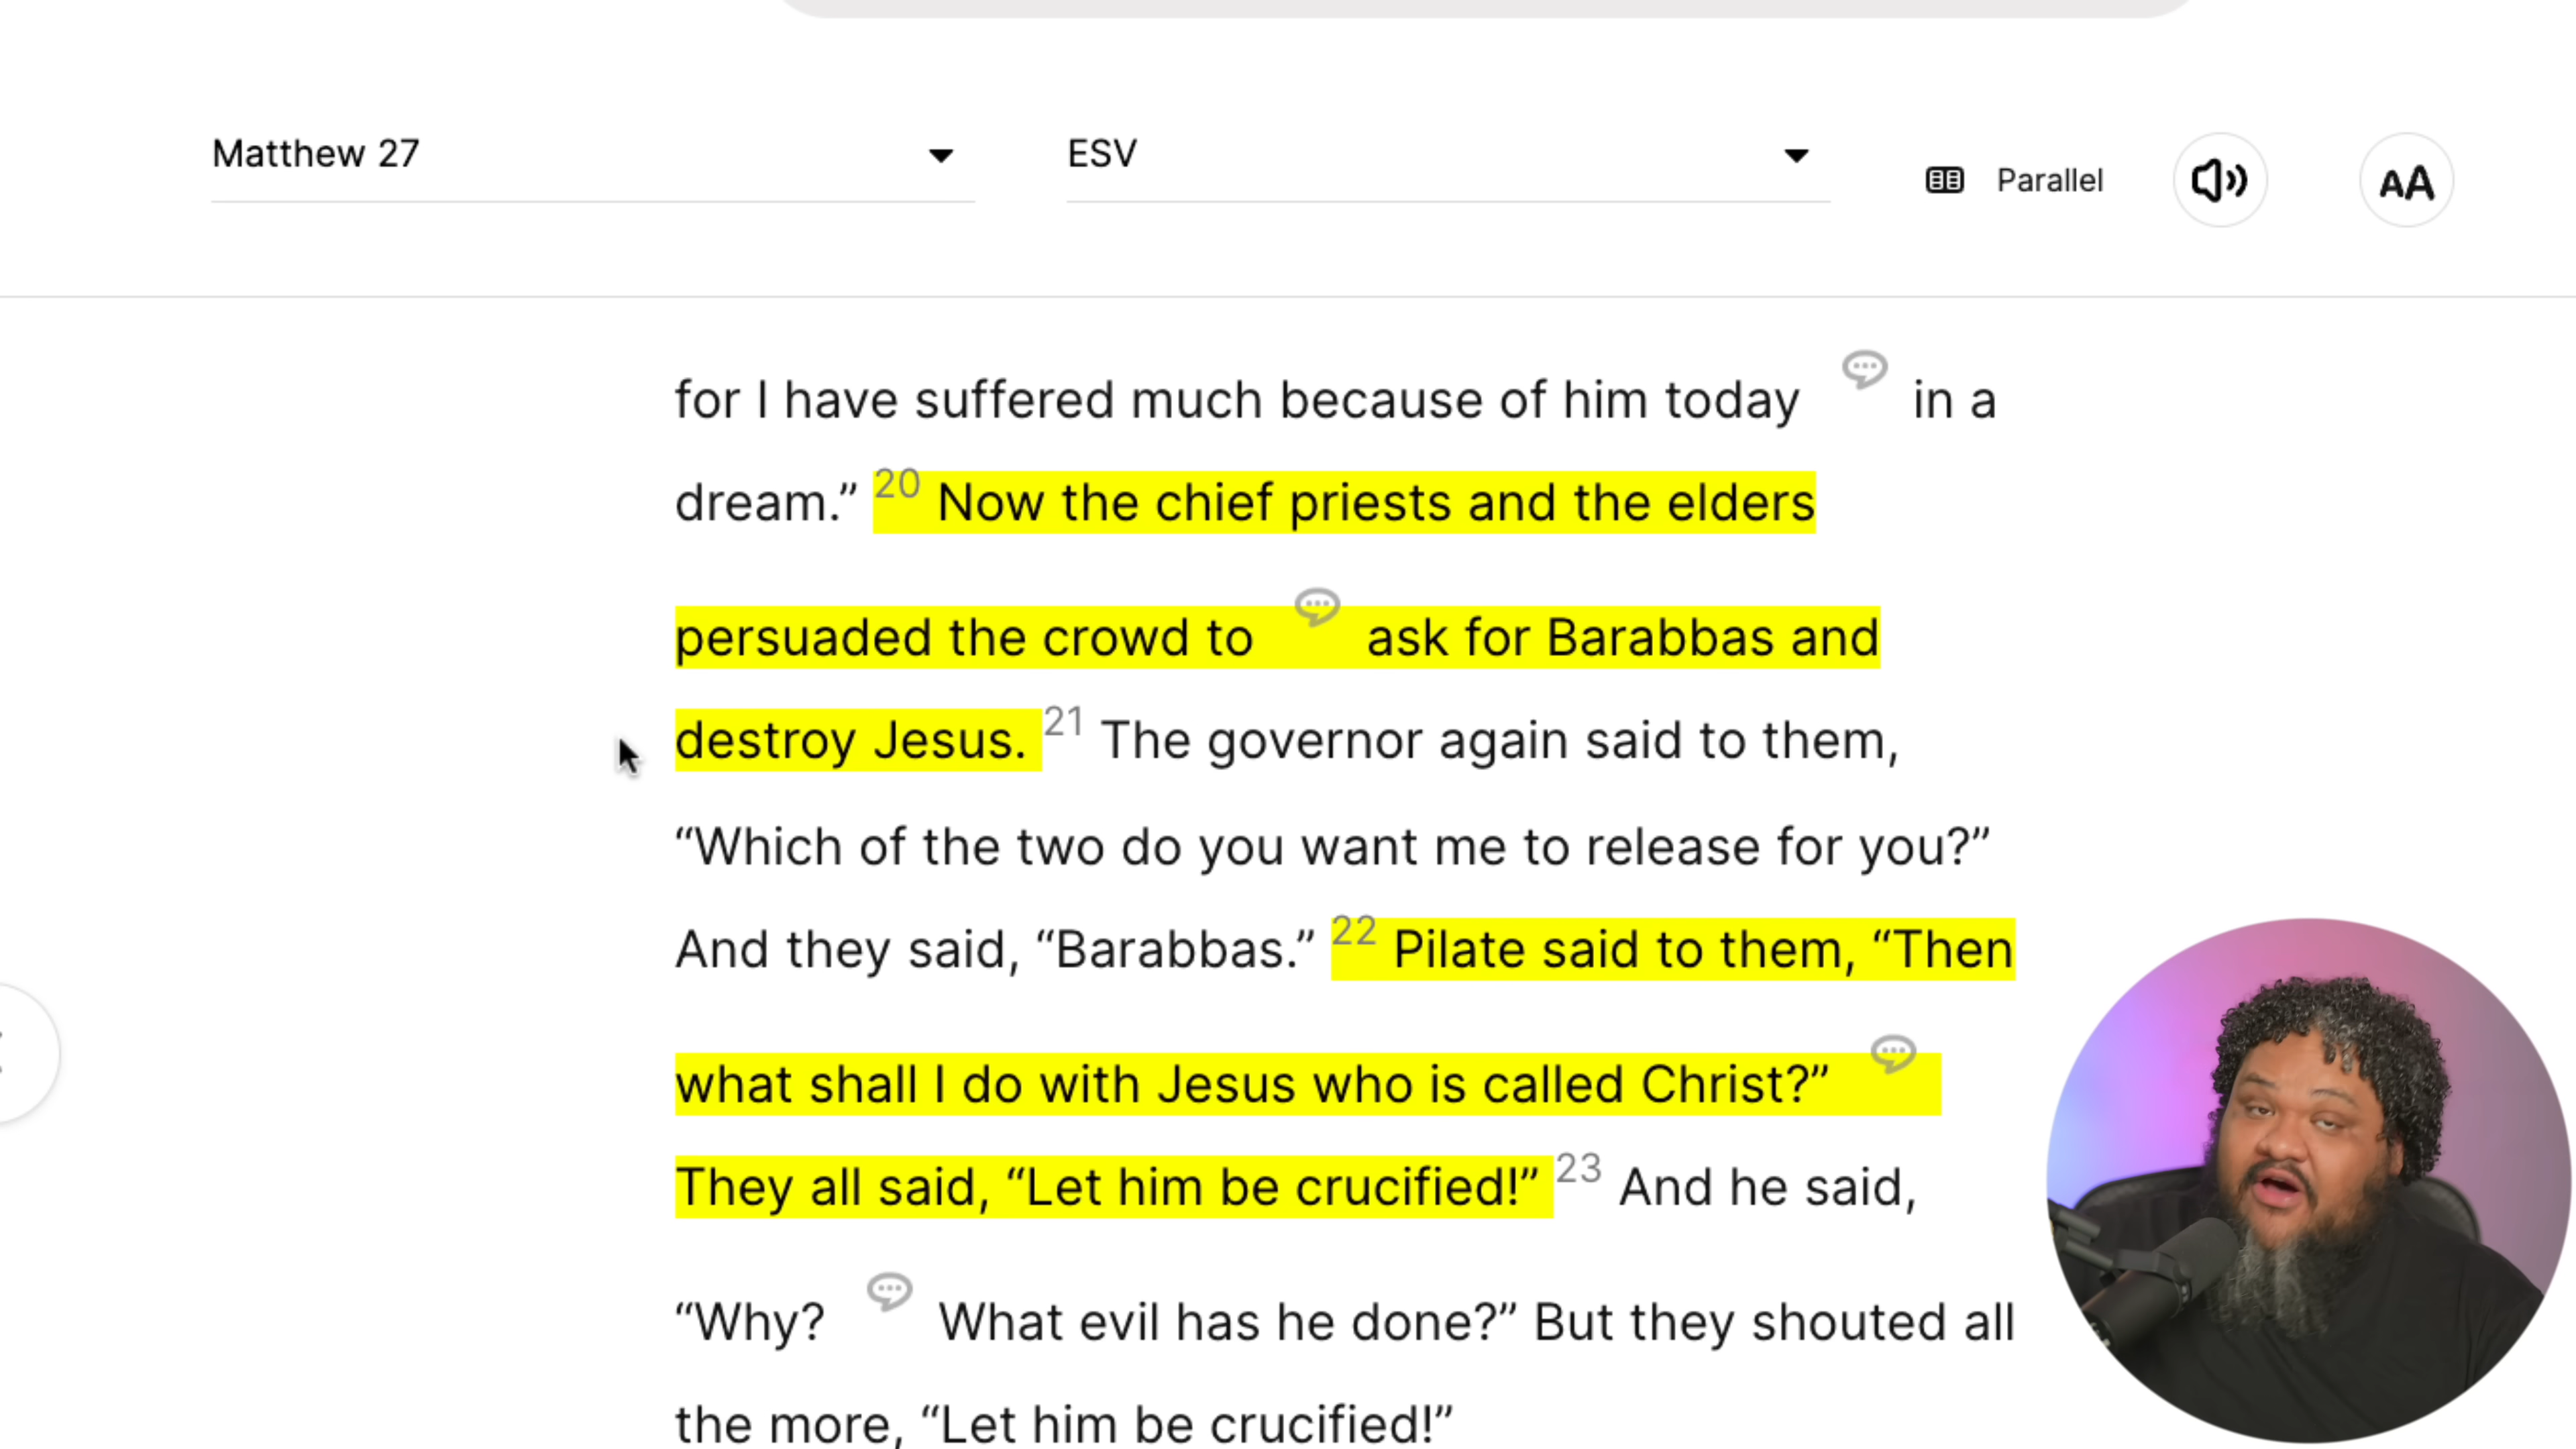 Matthew 27
ESV
Parallel
AA
for I have suffered much because of him today in a
dream.” 20 Now the chief priests and the elders
persuaded the crowd to ask for Barabbas and
destroy Jesus. 21 The governor again said to them,
“Which of the two do you want me to release for you?”
And they said, “Barabbas.” 22 Pilate said to them, “Then
what shall I do with Jesus who is called Christ?”
They all said, “Let him be crucified!” 23 And he said,
“Why? What evil has he done?” But they shouted all
the more, “Let him be crucified!”